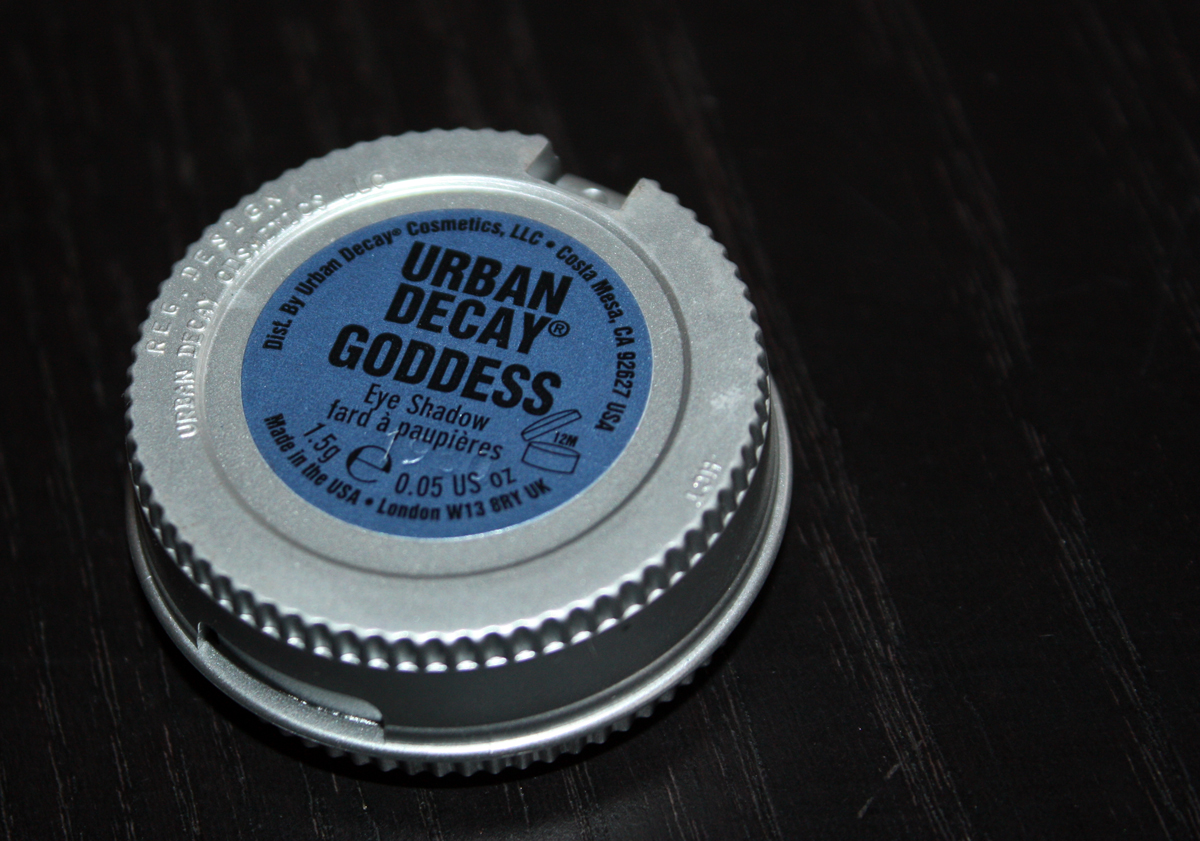 REG. DESIGN
URBAN DECAY COSMETICS LLC
Dist. By Urban Decay® Cosmetics, LLC • Costa Mesa, CA 92627 USA
URBAN
DECAY®
GODDESS
Eye Shadow
fard à paupières
12M
1.5g e 0.05 US oz
Made in the USA • London W13 8RY UK